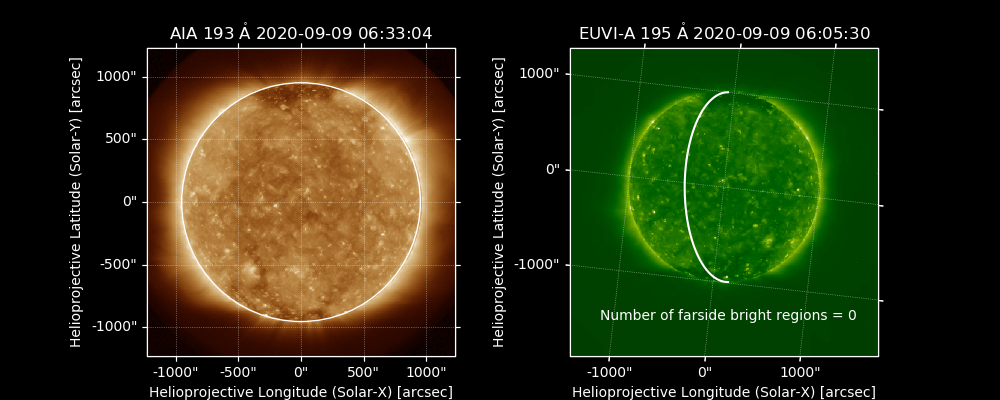 AIA 193 Å 2020-09-09 06:33:04
Helioprojective Latitude (Solar-Y) [arcsec]
1000"
500"
0"
-500"
-1000"
-1000"  -500"  0"  500"  1000"
Helioprojective Longitude (Solar-X) [arcsec]
EUVI-A 195 Å 2020-09-09 06:05:30
Helioprojective Latitude (Solar-Y) [arcsec]
1000"
0"
-1000"
Number of farside bright regions = 0
-1000"  0"  1000"
Helioprojective Longitude (Solar-X) [arcsec]